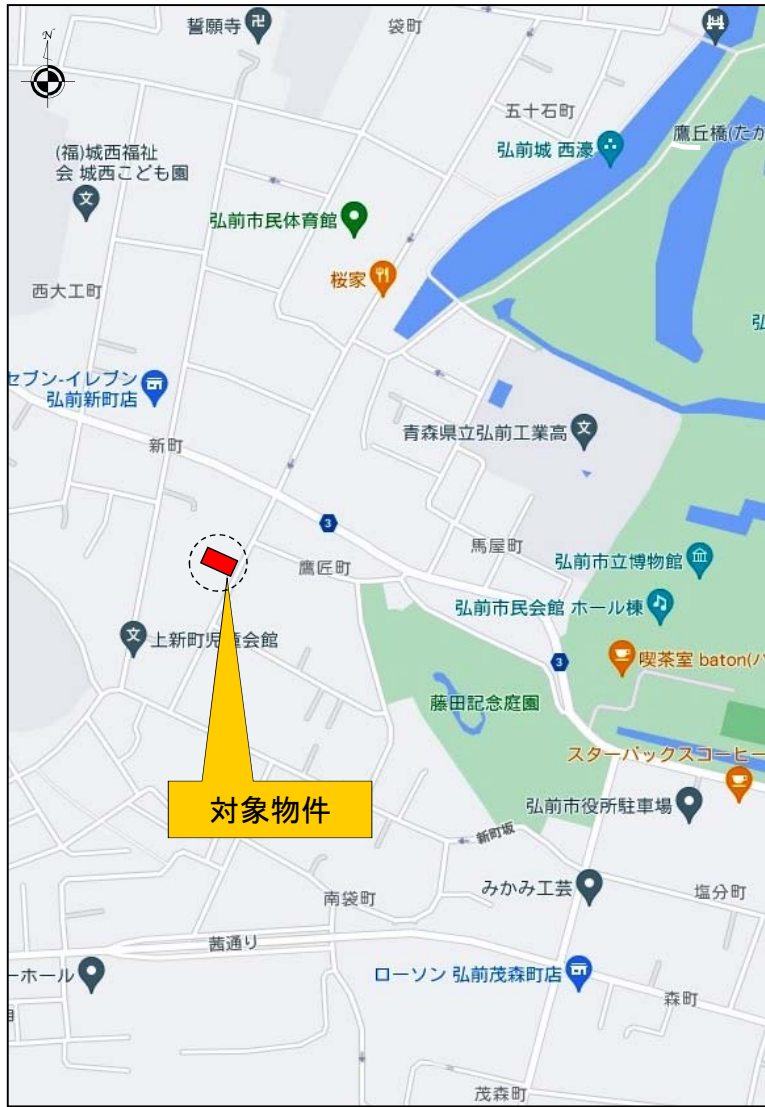 N
誓願寺
袋町
五十石町
鷹丘橋(たか
弘前城 西濠
(福)城西福祉
会 城西こども園
弘前市民体育館
桜家
西大工町
弘
セブン-イレブン
弘前新町店
青森県立弘前工業高
新町
3
馬屋町
弘前市立博物館
鷹匠町
弘前市民会館 ホール棟
上新町児童会館
喫茶室 baton(バ
3
藤田記念庭園
スターバックスコーヒー
対象物件
弘前市役所駐車場
新町坂
みかみ工芸
塩分町
南袋町
茜通り
ーホール
ローソン 弘前茂森町店
森町
茂森町